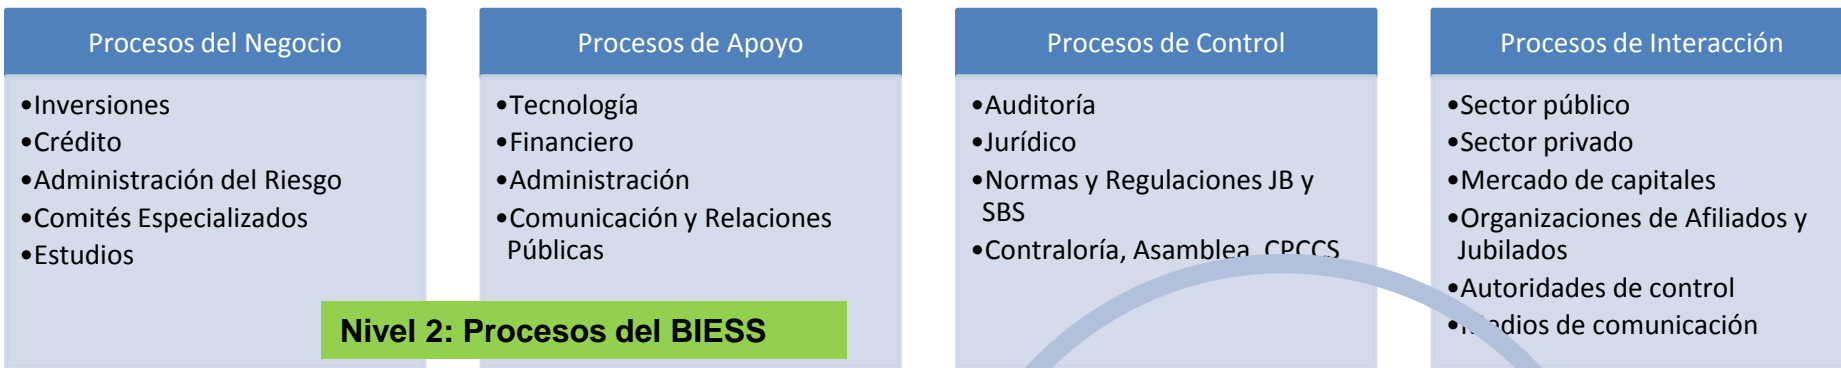 Procesos del Negocio
•Inversiones
•Crédito
•Administración del Riesgo
•Comités Especializados
•Estudios
Procesos de Apoyo
•Tecnología
•Financiero
•Administración
•Comunicación y Relaciones
Públicas
Procesos de Control
•Auditoría
•Jurídico
•Normas y Regulaciones JB y
SBS
•Contraloría, Asamblea, CPCCS
Procesos de Interacción
•Sector público
•Sector privado
•Mercado de capitales
•Organizaciones de Afiliados y
Jubilados
•Autoridades de control
•Medios de comunicación
Nivel 2: Procesos del BIESS